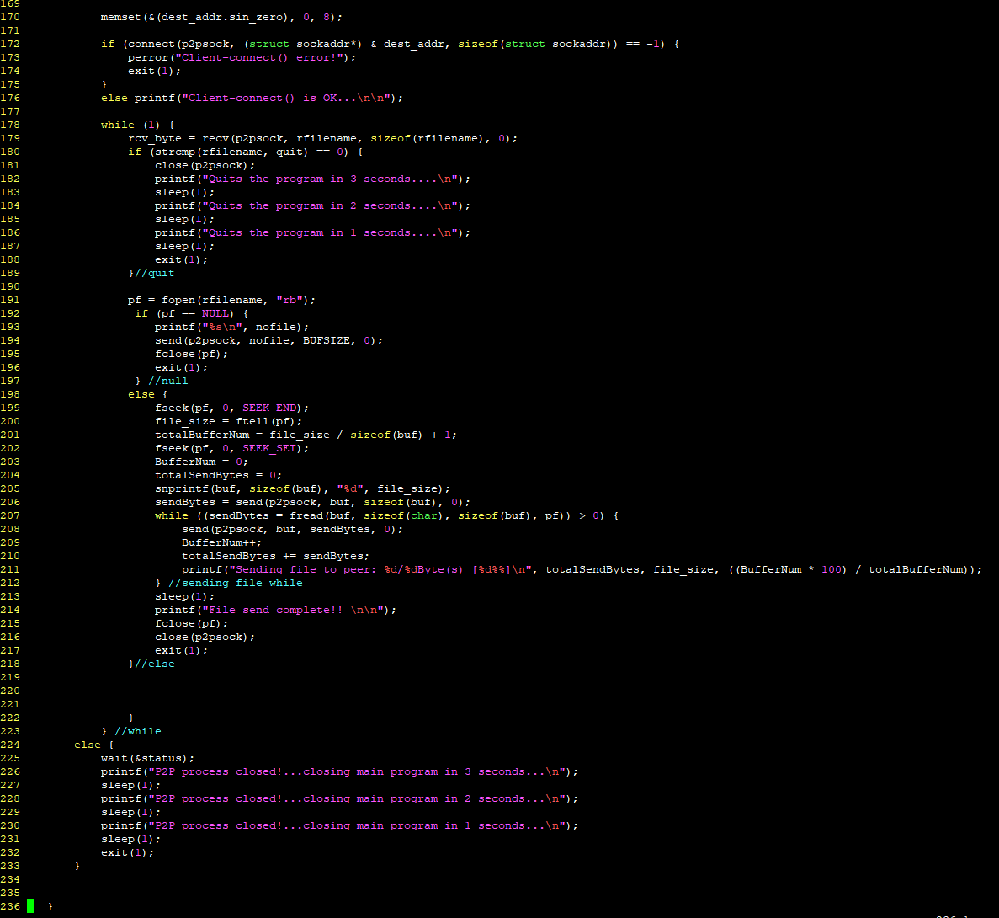 169
170            memset(&(dest_addr.sin_zero), 0, 8);
171
172            if (connect(p2psock, (struct sockaddr*) & dest_addr, sizeof(struct sockaddr)) == -1) {
173                perror("Client-connect() error!");
174                exit(1);
175            }
176            else printf("Client-connect() is OK...\n\n");
177
178            while (1) {
179                rcv_byte = recv(p2psock, rfilename, sizeof(rfilename), 0);
180                if (strcmp(rfilename, quit) == 0) {
181                    close(p2psock);
182                    printf("Quits the program in 3 seconds....\n");
183                    sleep(1);
184                    printf("Quits the program in 2 seconds....\n");
185                    sleep(1);
186                    printf("Quits the program in 1 seconds....\n");
187                    sleep(1);
188                    exit(1);
189                }//quit
190
191                pf = fopen(rfilename, "rb");
192                 if (pf == NULL) {
193                    printf("%s\n", nofile);
194                    send(p2psock, nofile, BUFSIZE, 0);
195                    fclose(pf);
196                    exit(1);
197                 } //null
198                else {
199                    fseek(pf, 0, SEEK_END);
200                    file_size = ftell(pf);
201                    totalBufferNum = file_size / sizeof(buf) + 1;
202                    fseek(pf, 0, SEEK_SET);
203                    BufferNum = 0;
204                    totalSendBytes = 0;
205                    snprintf(buf, sizeof(buf), "%d", file_size);
206                    sendBytes = send(p2psock, buf, sizeof(buf), 0);
207                    while ((sendBytes = fread(buf, sizeof(char), sizeof(buf), pf)) > 0) {
208                        send(p2psock, buf, sendBytes, 0);
209                        BufferNum++;
210                        totalSendBytes += sendBytes;
211                        printf("Sending file to peer: %d/%dByte(s) [%d%%]\n", totalSendBytes, file_size, ((BufferNum * 100) / totalBufferNum));
212                    } //sending file while
213                    sleep(1);
214                    printf("File send complete!! \n\n");
215                    fclose(pf);
216                    close(p2psock);
217                    exit(1);
218                }//else
219
220
221
222                }
223            } //while
224        else {
225            wait(&status);
226            printf("P2P process closed!...closing main program in 3 seconds...\n");
227            sleep(1);
228            printf("P2P process closed!...closing main program in 2 seconds...\n");
229            sleep(1);
230            printf("P2P process closed!...closing main program in 1 seconds...\n");
231            sleep(1);
232            exit(1);
233        }
234
235
236    }